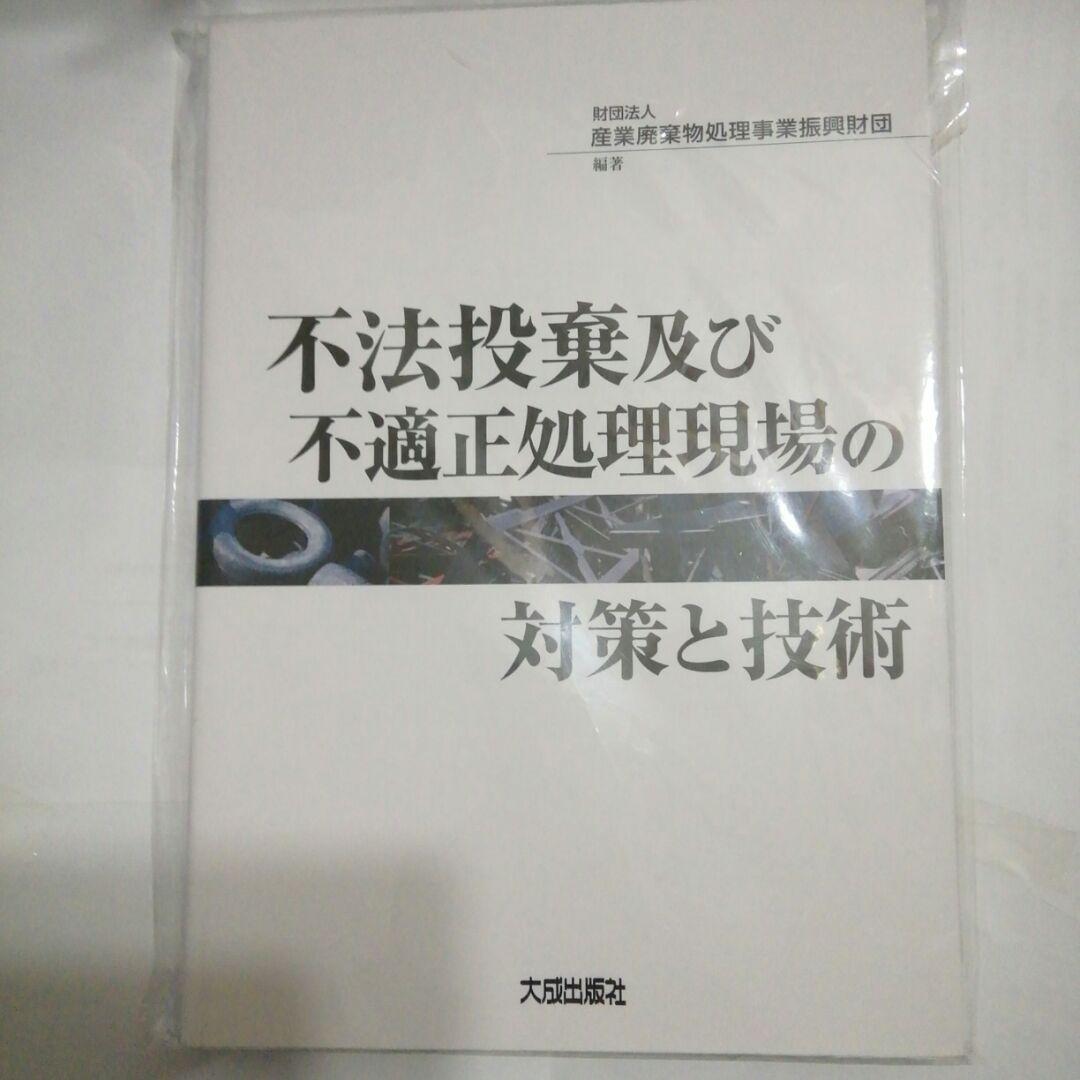 財団法人
産業廃棄物処理事業振興財団
編著
不法投棄及び
不適正処理現場の
対策と技術
大成出版社